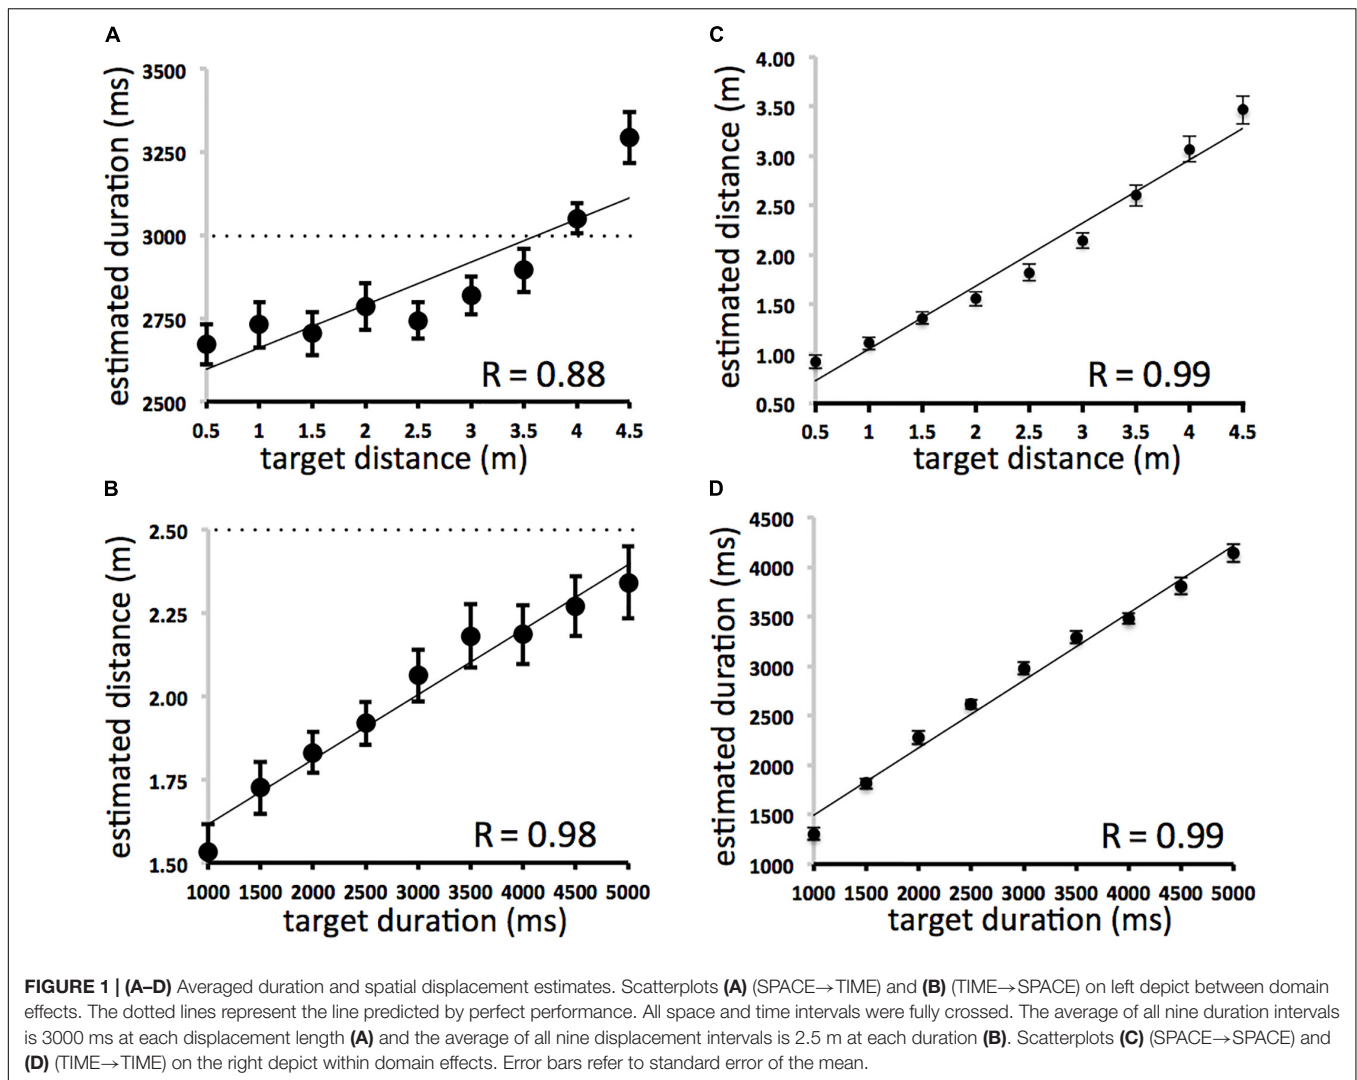 A
estimated duration (ms)
3500
3250
3000
2750
2500
R = 0.88
0.5 1 1.5 2 2.5 3 3.5 4 4.5
target distance (m)
B
estimated distance (m)
2.50
2.25
2.00
1.75
1.50
R = 0.98
1000 1500 2000 2500 3000 3500 4000 4500 5000
target duration (ms)
C
estimated distance (m)
4.00
3.50
3.00
2.50
2.00
1.50
1.00
0.50
R = 0.99
0.5 1 1.5 2 2.5 3 3.5 4 4.5
target distance (m)
D
estimated duration (ms)
4500
4000
3500
3000
2500
2000
1500
1000
R = 0.99
1000 1500 2000 2500 3000 3500 4000 4500 5000
target duration (ms)
FIGURE 1 | (A–D) Averaged duration and spatial displacement estimates. Scatterplots (A) (SPACE→TIME) and (B) (TIME→SPACE) on left depict between domain
effects. The dotted lines represent the line predicted by perfect performance. All space and time intervals were fully crossed. The average of all nine duration intervals
is 3000 ms at each displacement length (A) and the average of all nine displacement intervals is 2.5 m at each duration (B). Scatterplots (C) (SPACE→SPACE) and
(D) (TIME→TIME) on the right depict within domain effects. Error bars refer to standard error of the mean.